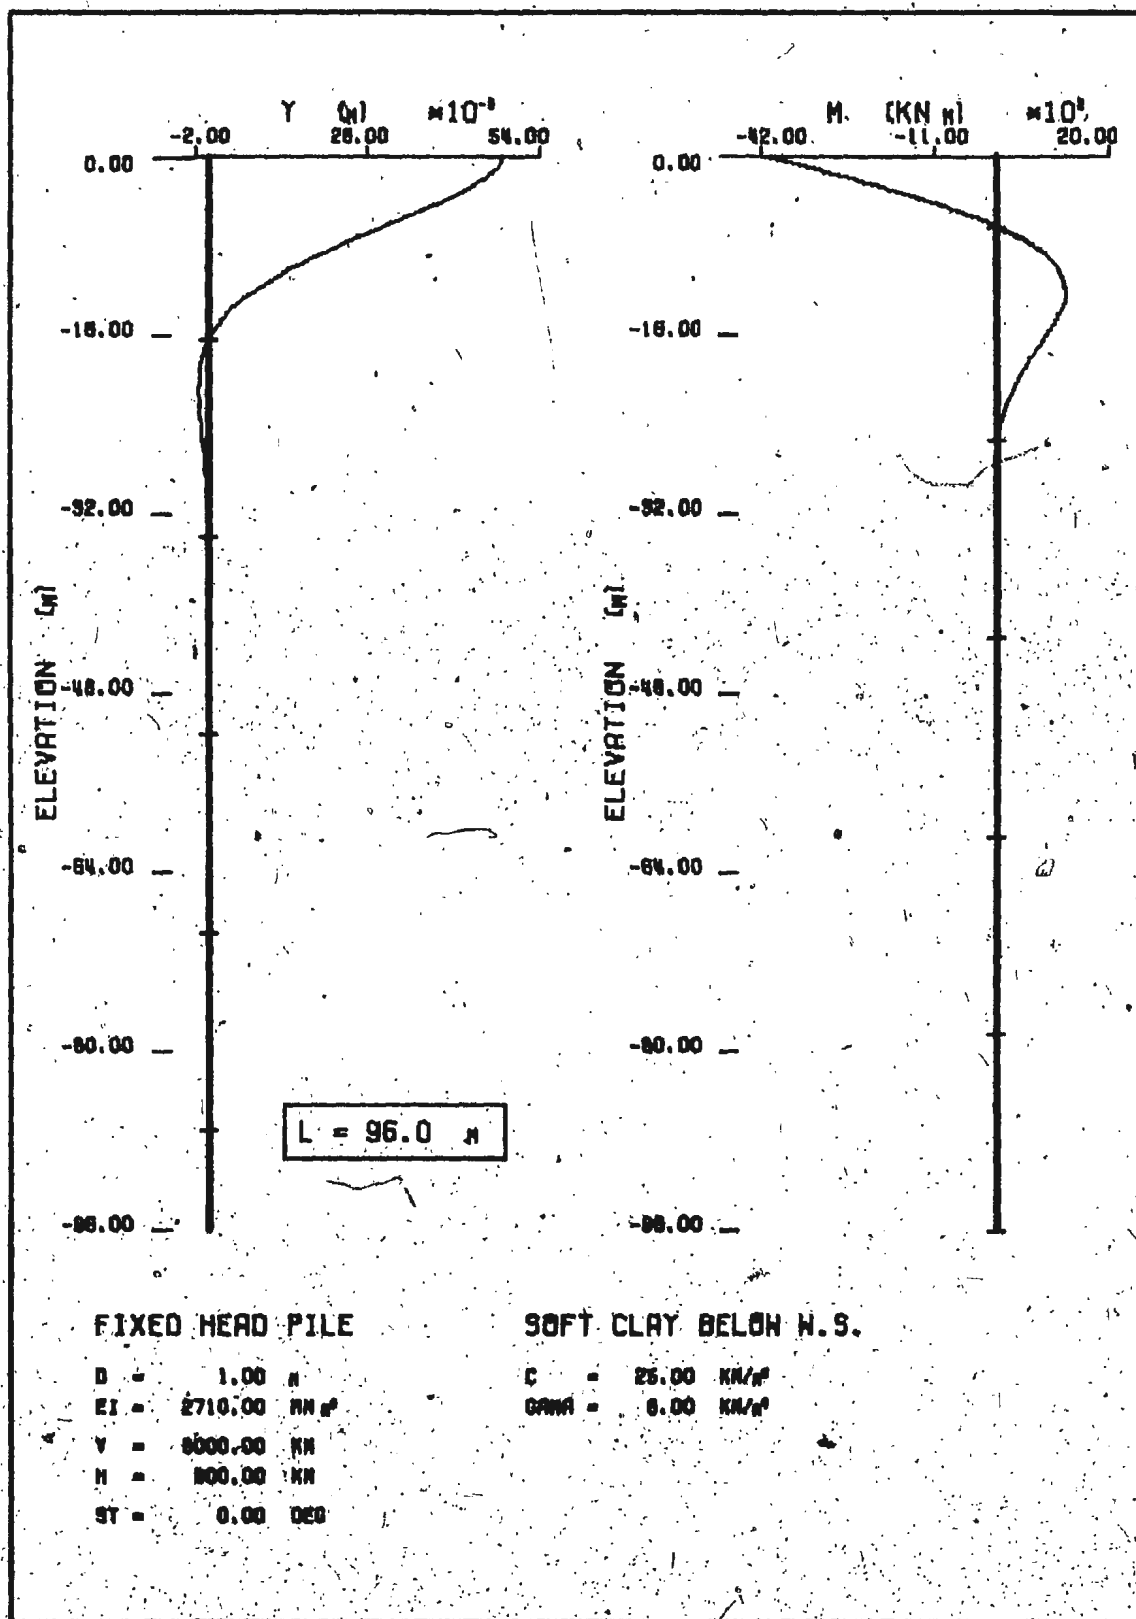 Y (M) *10⁻³
-2.00 26.00 54.00
0.00
-16.00
-32.00
-48.00
-64.00
-80.00
-96.00
ELEVATION (M)
L = 96.0 M
M. (KN M) *10²
-42.00 -11.00 20.00
0.00
-16.00
-32.00
-48.00
-64.00
-80.00
-96.00
ELEVATION (M)
FIXED HEAD PILE
D = 1.00 M
EI = 2710.00 MN M²
V = 000.00 KN
H = 00.00 KN
ST = 0.00 DEG
SOFT CLAY BELOW W.S.
C = 25.00 KN/M²
GAMA = 6.00 KN/M³